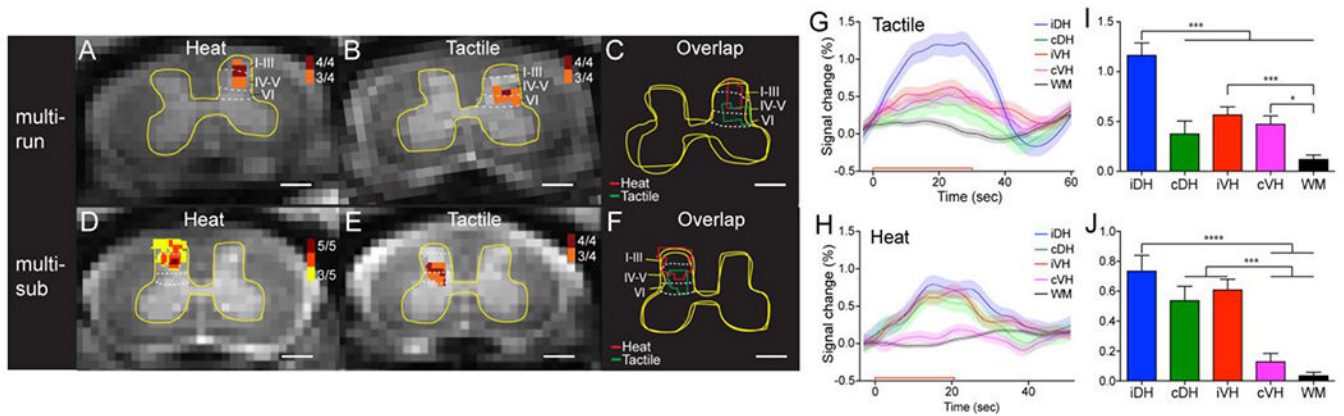 multi-run
multi-sub
A Heat
I-III
IV-V
VI
4/4
3/4
B Tactile
I-III
IV-V
VI
4/4
3/4
C Overlap
I-III
IV-V
VI
Heat
Tactile
D Heat
5/5
3/5
E Tactile
4/4
3/4
F Overlap
I-III
IV-V
VI
Heat
Tactile
G Tactile
Signal change (%)
1.5
1.0
0.5
0.0
-0.5
0 20 40 60
Time (sec)
iDH
cDH
iVH
cVH
WM
H Heat
Signal change (%)
1.5
1.0
0.5
0.0
-0.5
0 20 40 60
Time (sec)
iDH
cDH
iVH
cVH
WM
I
1.5
1.0
0.5
0.0
***
***
*
iDH cDH iVH cVH WM
J
1.0
0.8
0.6
0.4
0.2
0.0
****
***
iDH cDH iVH cVH WM